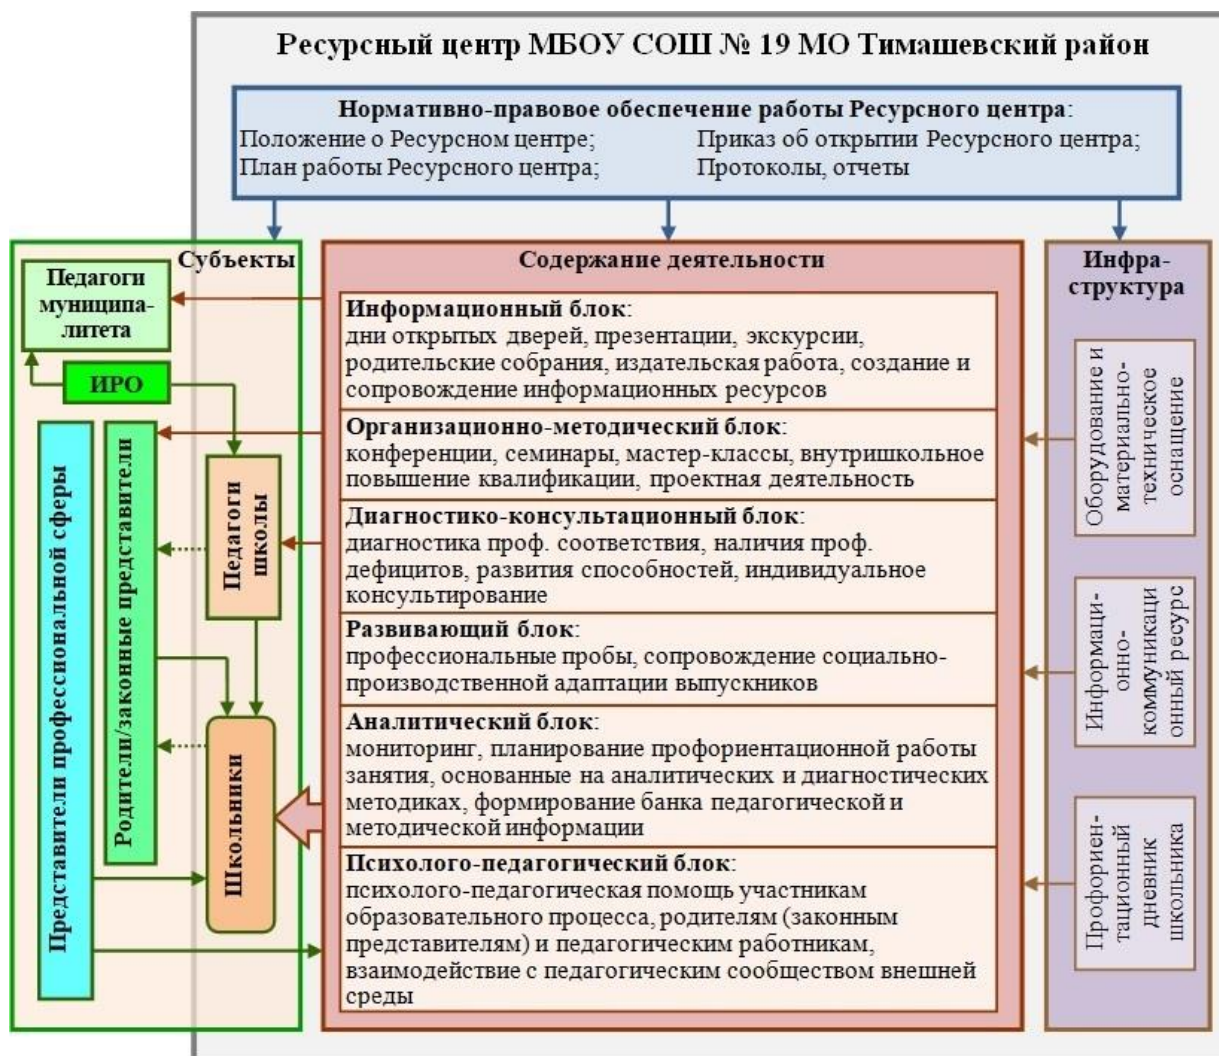 Ресурсный центр МБОУ СОШ № 19 МО Тимашевский район
Нормативно-правовое обеспечение работы Ресурсного центра:
Положение о Ресурсном центре;
Приказ об открытии Ресурсного центра;
План работы Ресурсного центра;
Протоколы, отчеты
Субъекты
Педагоги
муниципа-
литета
ИРО
Представители профессиональной сферы
Родители/законные представители
Педагоги
школы
Школьники
Содержание деятельности
Информационный блок:
дни открытых дверей, презентации, экскурсии,
родительские собрания, издательская работа, создание и
сопровождение информационных ресурсов
Организационно-методический блок:
конференции, семинары, мастер-классы, внутришкольное
повышение квалификации, проектная деятельность
Диагностико-консультационный блок:
диагностика проф. соответствия, наличия проф.
дефицитов, развития способностей, индивидуальное
консультирование
Развивающий блок:
профессиональные пробы, сопровождение социально-
производственной адаптации выпускников
Аналитический блок:
мониторинг, планирование профориентационной работы
занятия, основанные на аналитических и диагностических
методиках, формирование банка педагогической и
методической информации
Психолого-педагогический блок:
психолого-педагогическая помощь участникам
образовательного процесса, родителям (законным
представителям) и педагогическим работникам,
взаимодействие с педагогическим сообществом внешней
среды
Инфра-
структура
Оборудование и
материально-
техническое
оснащение
Информаци-
онно-
коммуникаци
онный ресурс
Профориен-
тационный
дневник
школьника